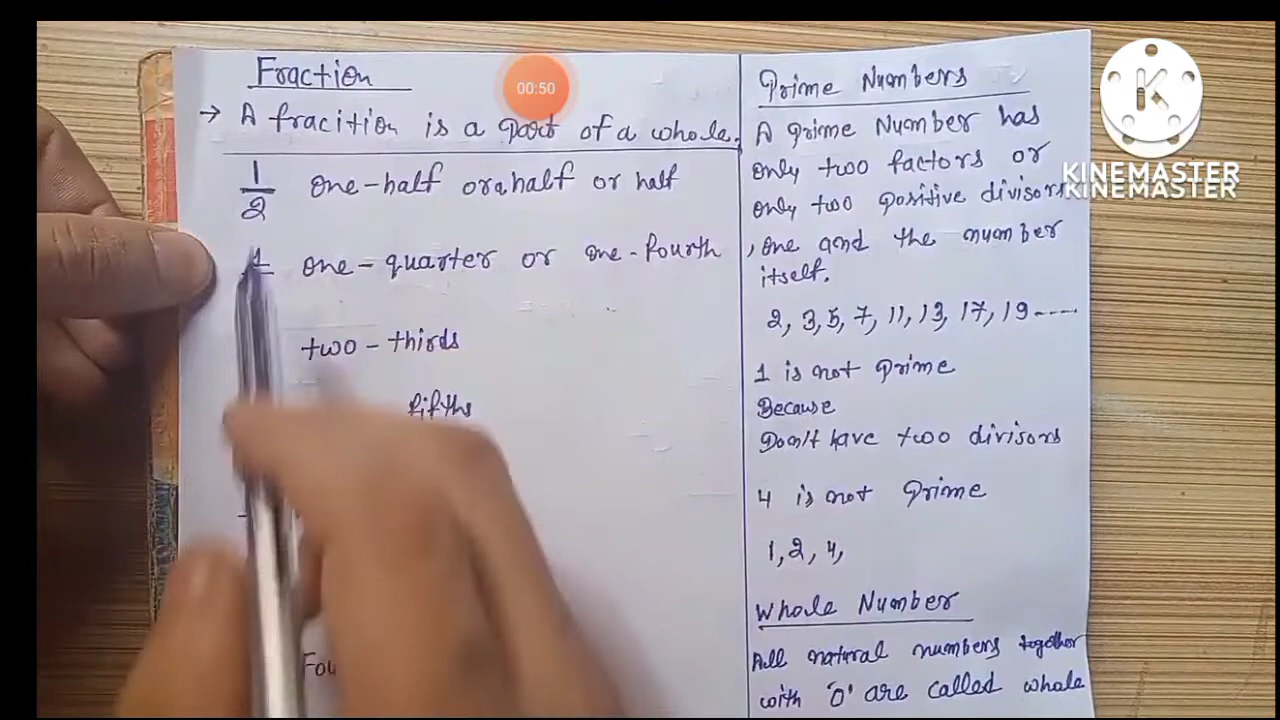 Fraction
→ A fracition is a part of a whole.
1
2
one-half or a half or half
1
one-quarter or one-fourth
two-thirds
fifths
Fou
Prime Numbers
A prime Number has
only two factors or
only two positive divisors
, one and the number
itself.
2, 3, 5, 7, 11, 13, 17, 19-----
1 is not prime
Because
Don't have two divisors
4 is not prime
1, 2, 4,
Whole Number
All natural numbers together
with '0' are called whole
00:50
K
KINEMASTER
KINEMASTER